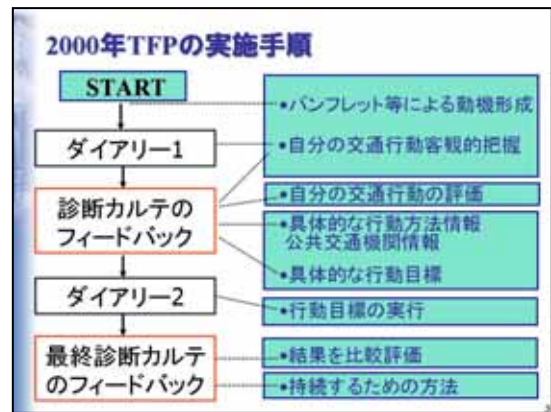 2000年TFPの実施手順
START
•パンフレット等による動機形成
ダイアリー1
•自分の交通行動客観的把握
診断カルテの
フィードバック
•自分の交通行動の評価
•具体的な行動方法情報
公共交通機関情報
•具体的な行動目標
ダイアリー2
•行動目標の実行
最終診断カルテ
のフィードバック
•結果を比較評価
•持続するための方法